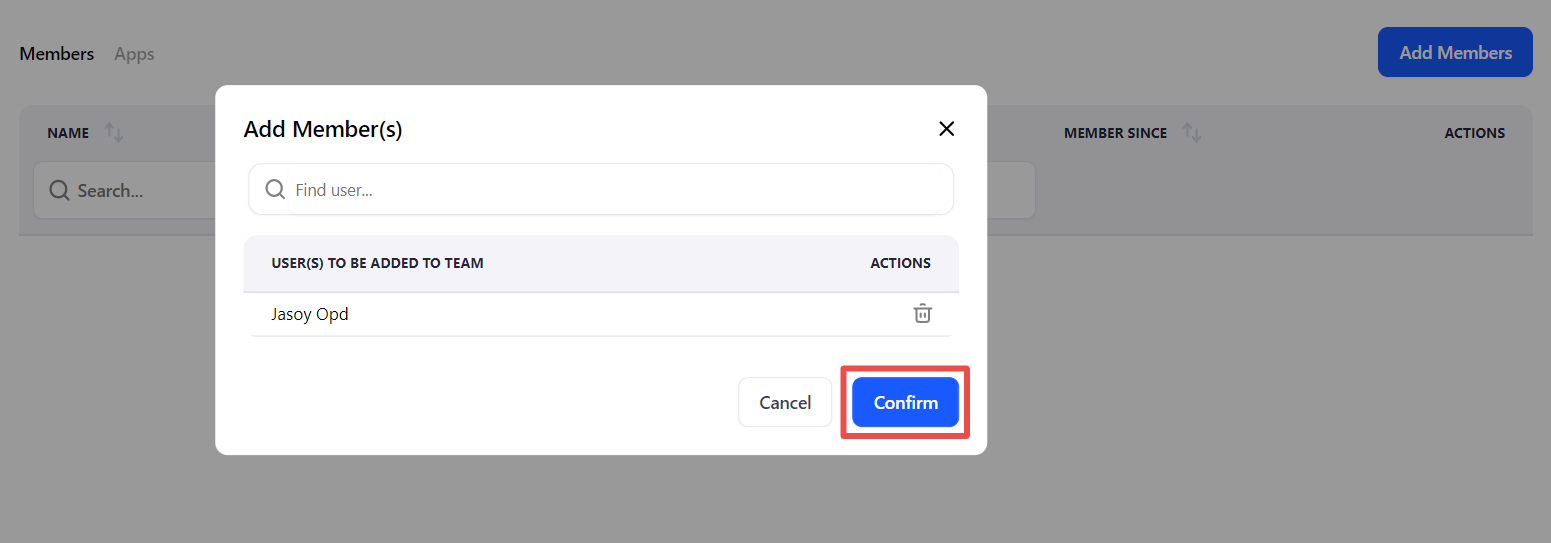 Members Apps
Add Members
Add Member(s)
NAME
MEMBER SINCE
ACTIONS
Search...
Find user...
USER(S) TO BE ADDED TO TEAM
ACTIONS
Jasoy Opd
Cancel
Confirm